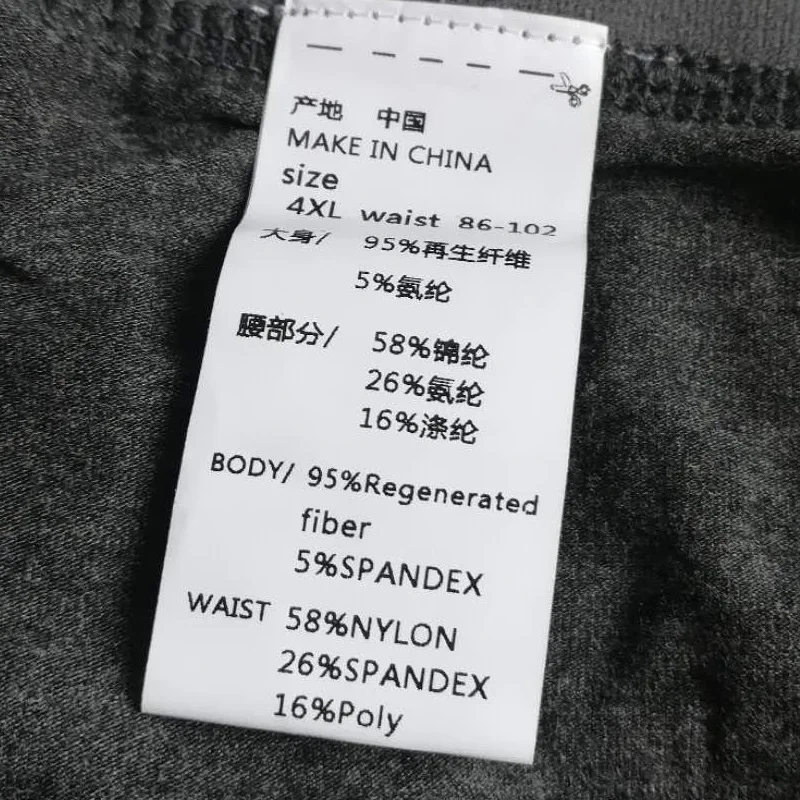 产地 中国
MAKE IN CHINA
size
4XL waist 86-102
大身/ 95%再生纤维
5%氨纶
腰部分/ 58%锦纶
26%氨纶
16%涤纶
BODY/ 95%Regenerated
fiber
5%SPANDEX
WAIST 58%NYLON
26%SPANDEX
16%Poly